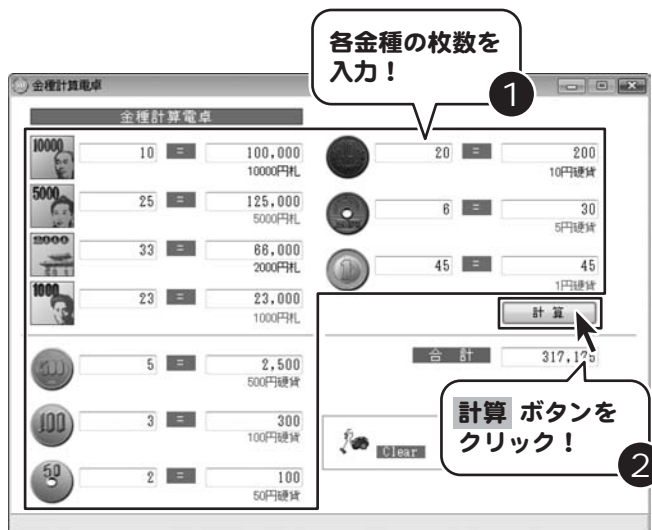 各金種の枚数を
入力！
1
金種計算電卓
金種計算電卓
10000 10 = 100,000
10000円札
5000 25 = 125,000
5000円札
2000 33 = 66,000
2000円札
1000 23 = 23,000
1000円札
500 5 = 2,500
500円硬貨
100 3 = 300
100円硬貨
50 2 = 100
50円硬貨
20 = 200
10円硬貨
6 = 30
5円硬貨
1 45 = 45
1円硬貨
計 算
合 計 317,175
計算 ボタンを
クリック！
2
Clear